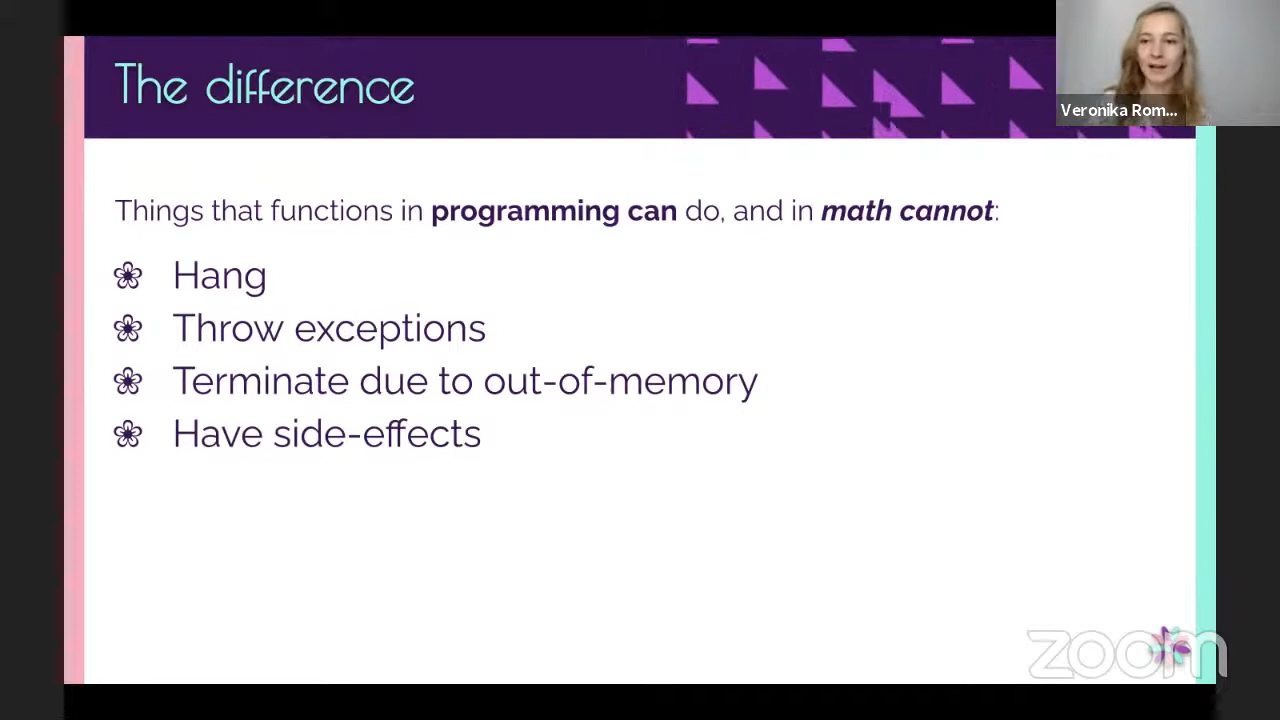 The difference
Veronika Rom...
Things that functions in programming can do, and in math cannot:
❀ Hang
❀ Throw exceptions
❀ Terminate due to out-of-memory
❀ Have side-effects
zoom